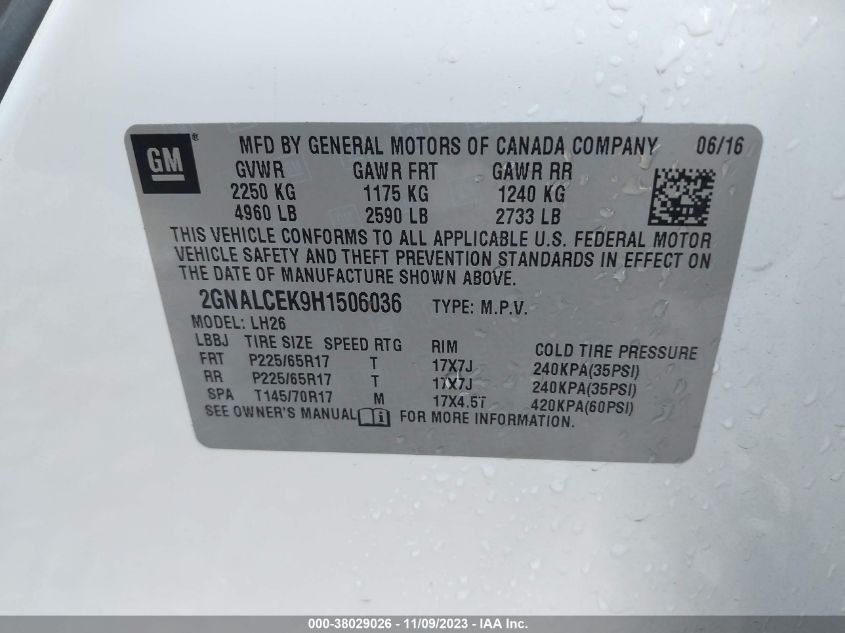 GM ® MFD BY GENERAL MOTORS OF CANADA COMPANY 06/16
GVWR GAWR FRT GAWR RR
2250 KG 1175 KG 1240 KG
4960 LB 2590 LB 2733 LB
THIS VEHICLE CONFORMS TO ALL APPLICABLE U.S. FEDERAL MOTOR
VEHICLE SAFETY AND THEFT PREVENTION STANDARDS IN EFFECT ON
THE DATE OF MANUFACTURE SHOWN ABOVE.
2GNALCEK9H1506036 TYPE: M.P.V.
MODEL: LH26
LBBJ TIRE SIZE SPEED RTG RIM COLD TIRE PRESSURE
FRT P225/65R17 T 17X7J 240KPA(35PSI)
RR P225/65R17 T 17X7J 240KPA(35PSI)
SPA T145/70R17 M 17X4.5T 420KPA(60PSI)
SEE OWNER'S MANUAL i FOR MORE INFORMATION.
000-38029026 - 11/09/2023 - IAA Inc.